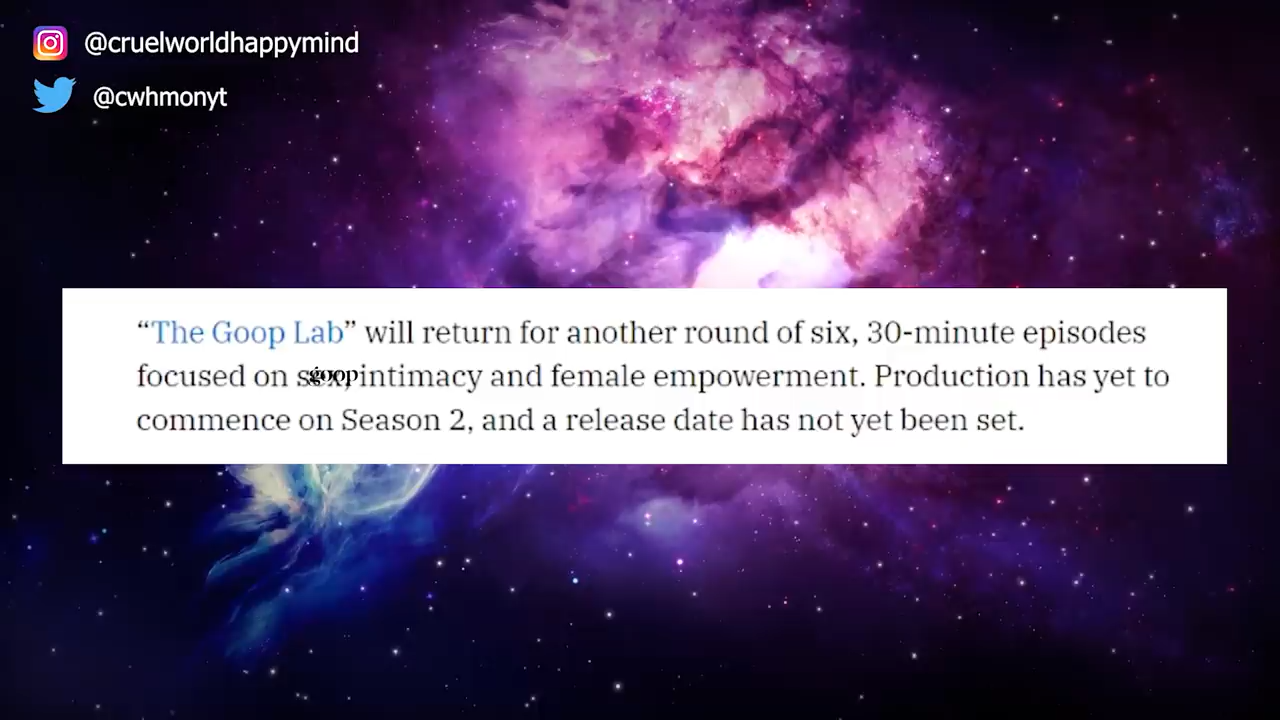 @cruelworldhappymind
@cwhmonyt
“The Goop Lab” will return for another round of six, 30-minute episodes
focused on goop intimacy and female empowerment. Production has yet to
commence on Season 2, and a release date has not yet been set.